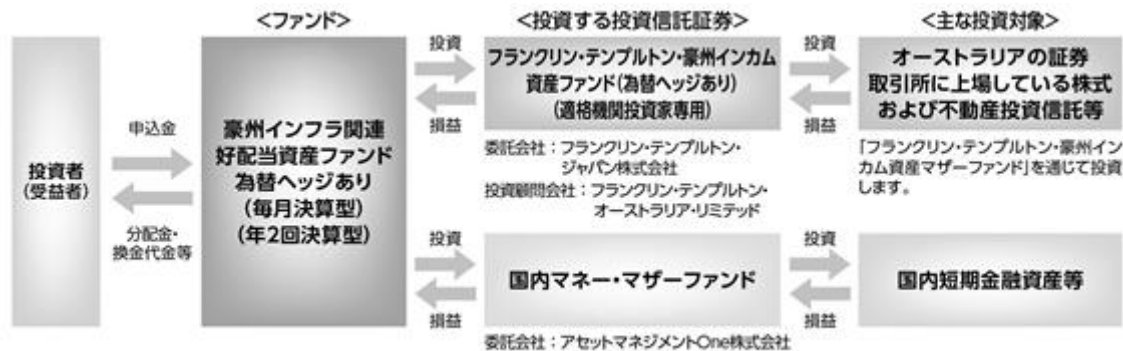 ＜ファンド＞
＜投資する投資信託証券＞
＜主な投資対象＞
投資者
(受益者)
申込金
分配金・
換金代金等
豪州インフラ関連
好配当資産ファンド
為替ヘッジあり
(毎月決算型)
(年2回決算型)
投資
損益
フランクリン・テンプルトン・豪州インカム
資産ファンド(為替ヘッジあり)
(適格機関投資家専用)
委託会社：フランクリン・テンプルトン・
ジャパン株式会社
投資顧問会社：フランクリン・テンプルトン・
オーストラリア・リミテッド
投資
損益
オーストラリアの証券
取引所に上場している株式
および不動産投資信託等
「フランクリン・テンプルトン・豪州イン
カム資産マザーファンド」を通じて投資
します。
投資
損益
国内マネー・マザーファンド
委託会社：アセットマネジメントOne株式会社
投資
損益
国内短期金融資産等